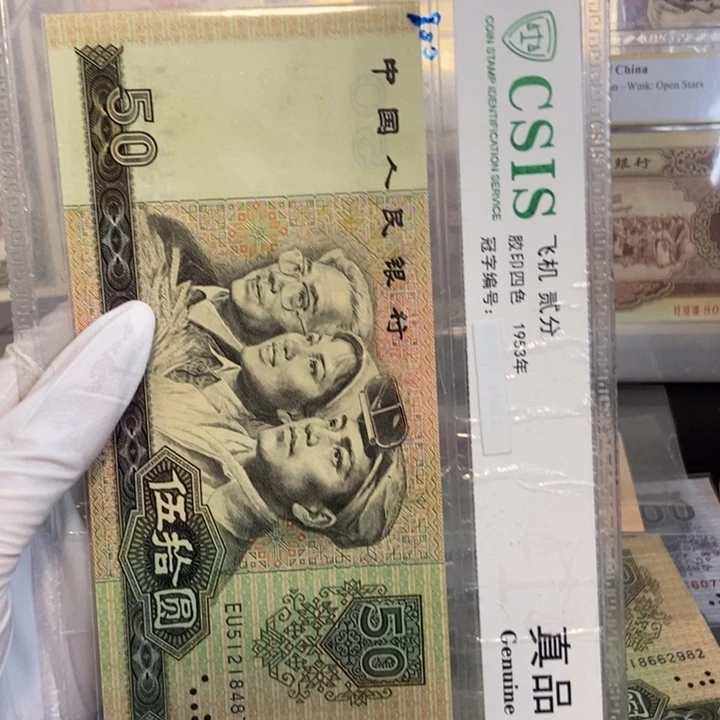 CSIS
COIN STAMP IDENTIFICATION SERVICE
飞机 贰分
胶印四色 1953年
冠字编号：
真品
Genuine
中国人民银行
50
伍拾圆
50
EU5121848
China
- Wink: Open Stars
银行
18662982